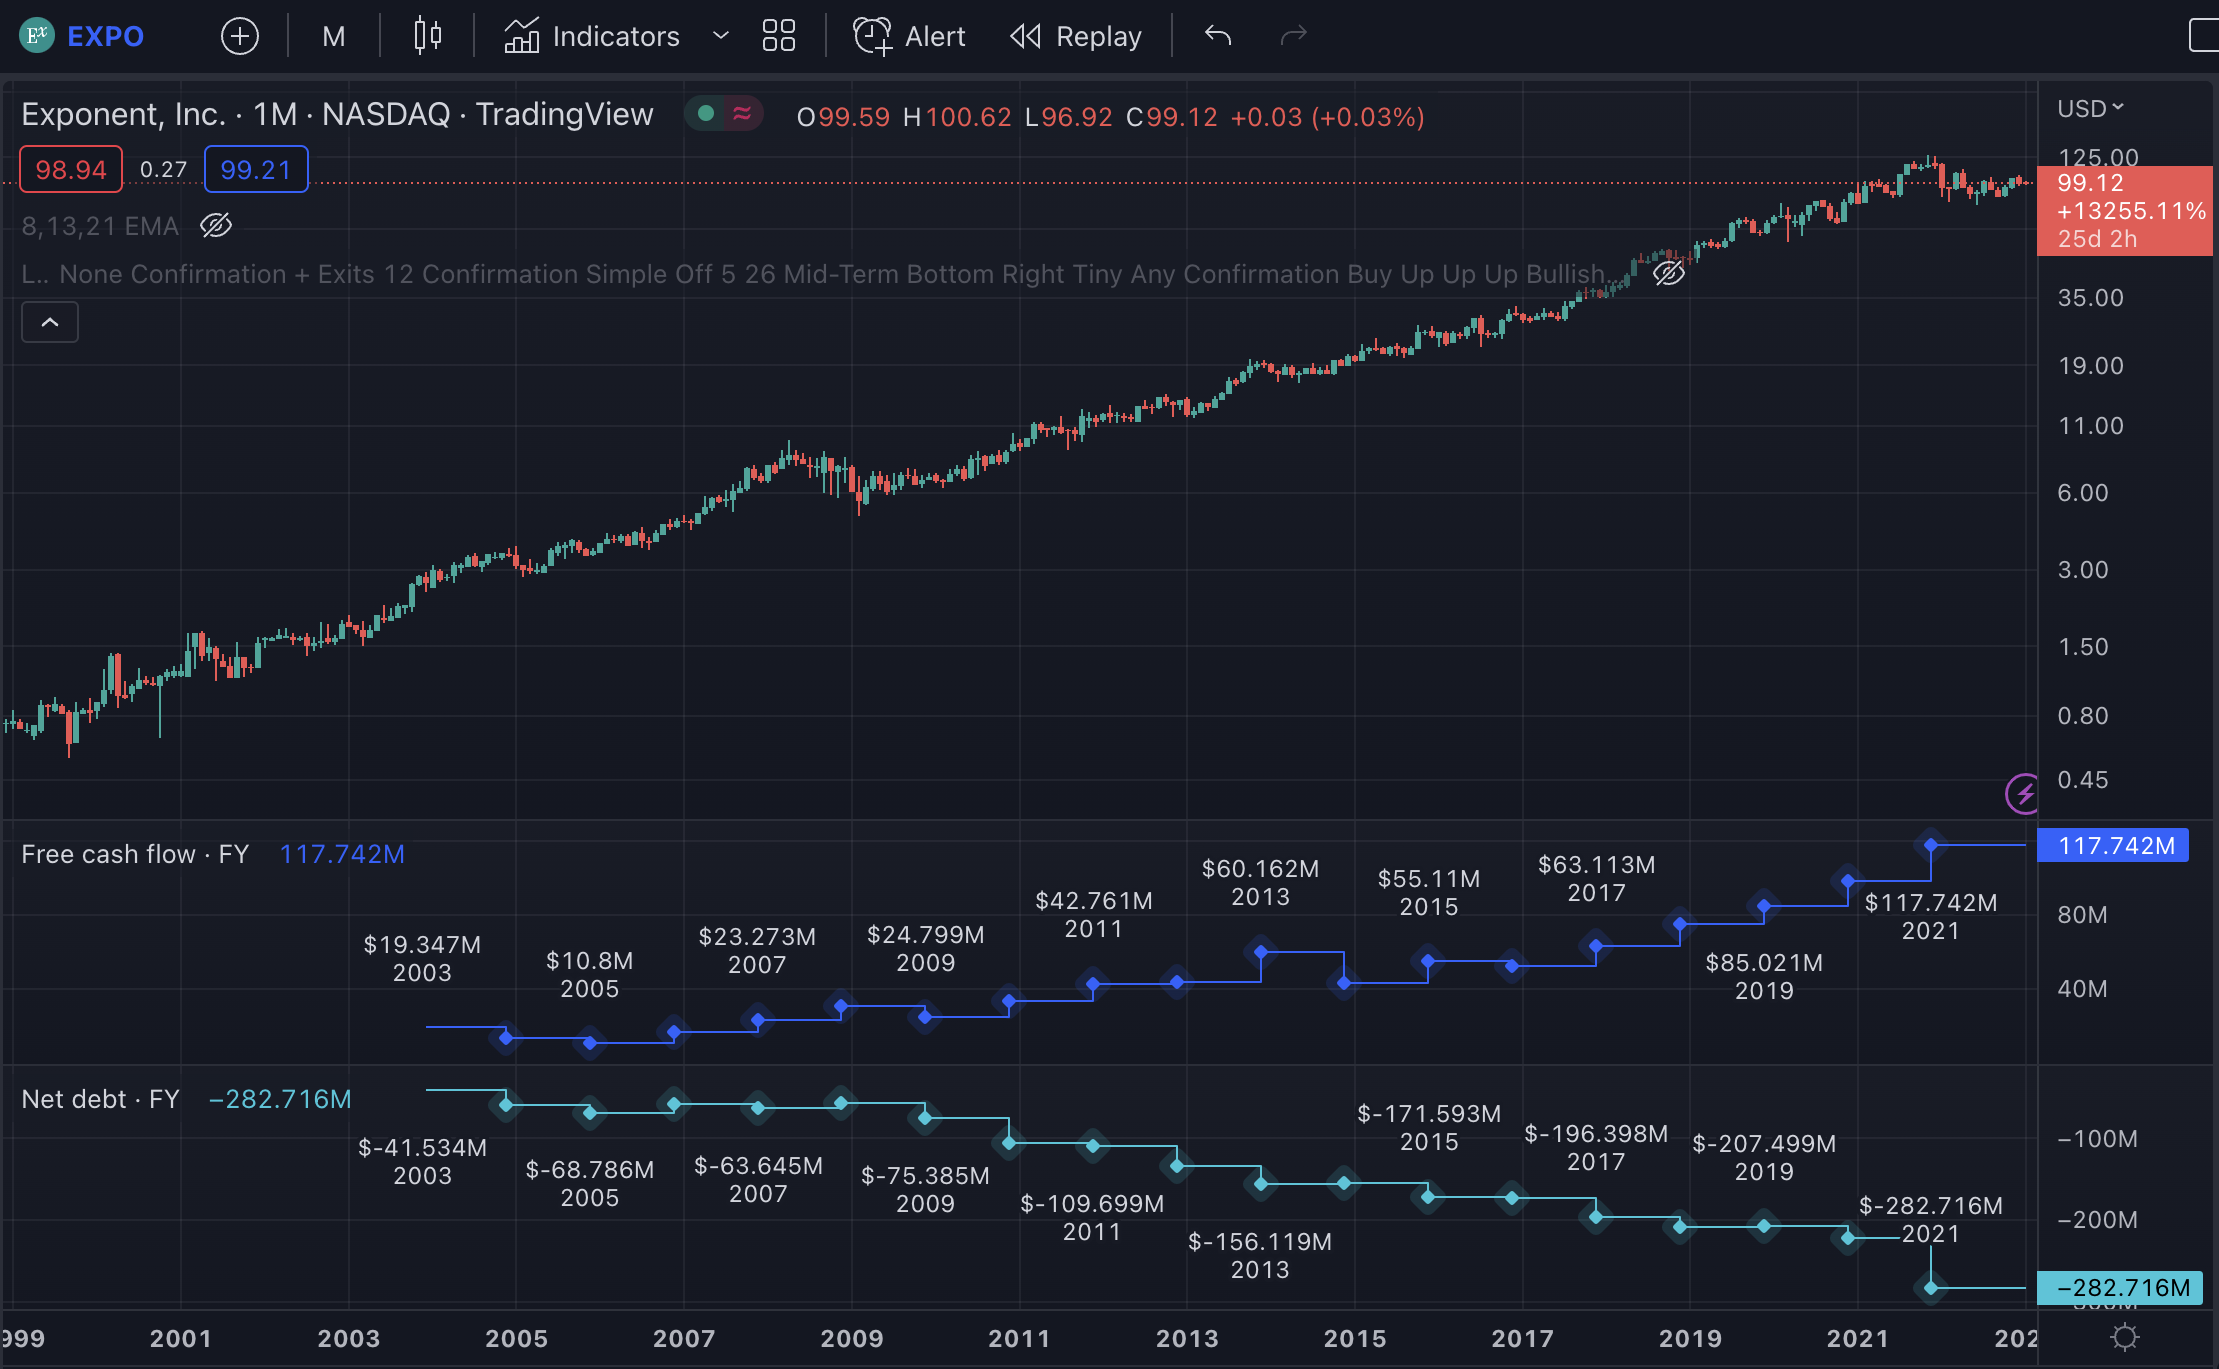 Ex EXPO M Indicators Alert Replay
Exponent, Inc. · 1M · NASDAQ · TradingView O99.59 H100.62 L96.92 C99.12 +0.03 (+0.03%)
USD
98.94 0.27 99.21
8,13,21 EMA
L.. None Confirmation + Exits 12 Confirmation Simple Off 5 26 Mid-Term Bottom Right Tiny Any Confirmation Buy Up Up Up Bullish...
125.00
99.12
+13255.11%
25d 2h
35.00
19.00
11.00
6.00
3.00
1.50
0.80
0.45
Free cash flow · FY 117.742M
117.742M
80M
40M
$19.347M
2003
$10.8M
2005
$23.273M
2007
$24.799M
2009
$42.761M
2011
$60.162M
2013
$55.11M
2015
$63.113M
2017
$85.021M
2019
$117.742M
2021
Net debt · FY −282.716M
−100M
−200M
−282.716M
$-41.534M
2003
$-68.786M
2005
$-63.645M
2007
$-75.385M
2009
$-109.699M
2011
$-156.119M
2013
$-171.593M
2015
$-196.398M
2017
$-207.499M
2019
$-282.716M
2021
999 2001 2003 2005 2007 2009 2011 2013 2015 2017 2019 2021 202